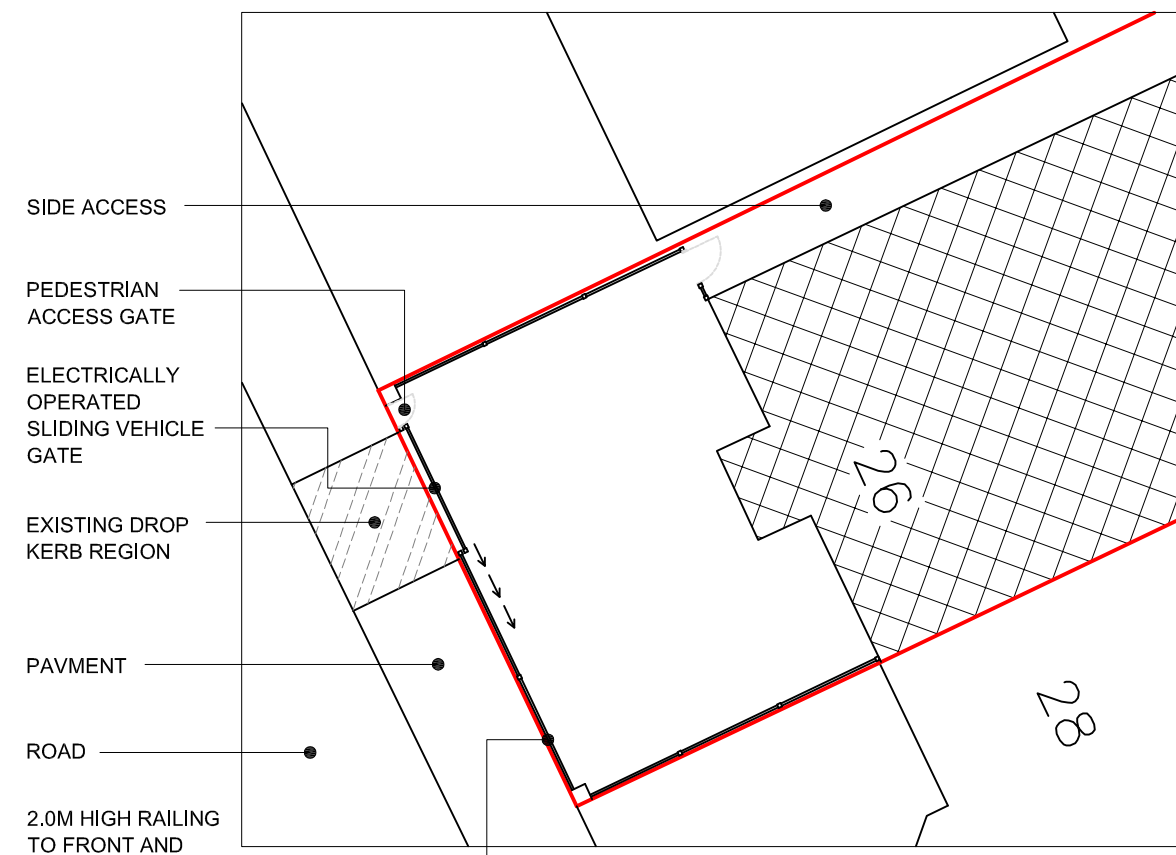 SIDE ACCESS
PEDESTRIAN
ACCESS GATE
ELECTRICALLY
OPERATED
SLIDING VEHICLE
GATE
EXISTING DROP
KERB REGION
PAVMENT
ROAD
2.0M HIGH RAILING
TO FRONT AND
26
28